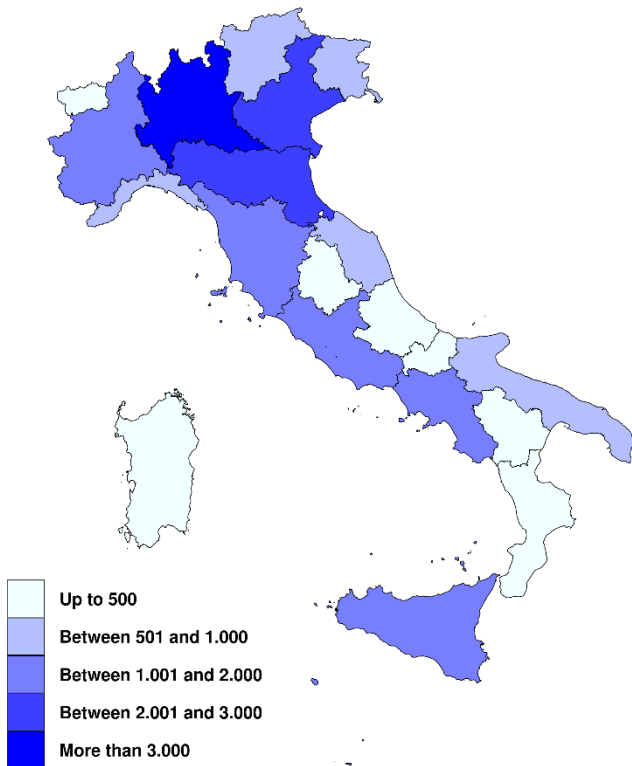 Up to 500
Between 501 and 1.000
Between 1.001 and 2.000
Between 2.001 and 3.000
More than 3.000